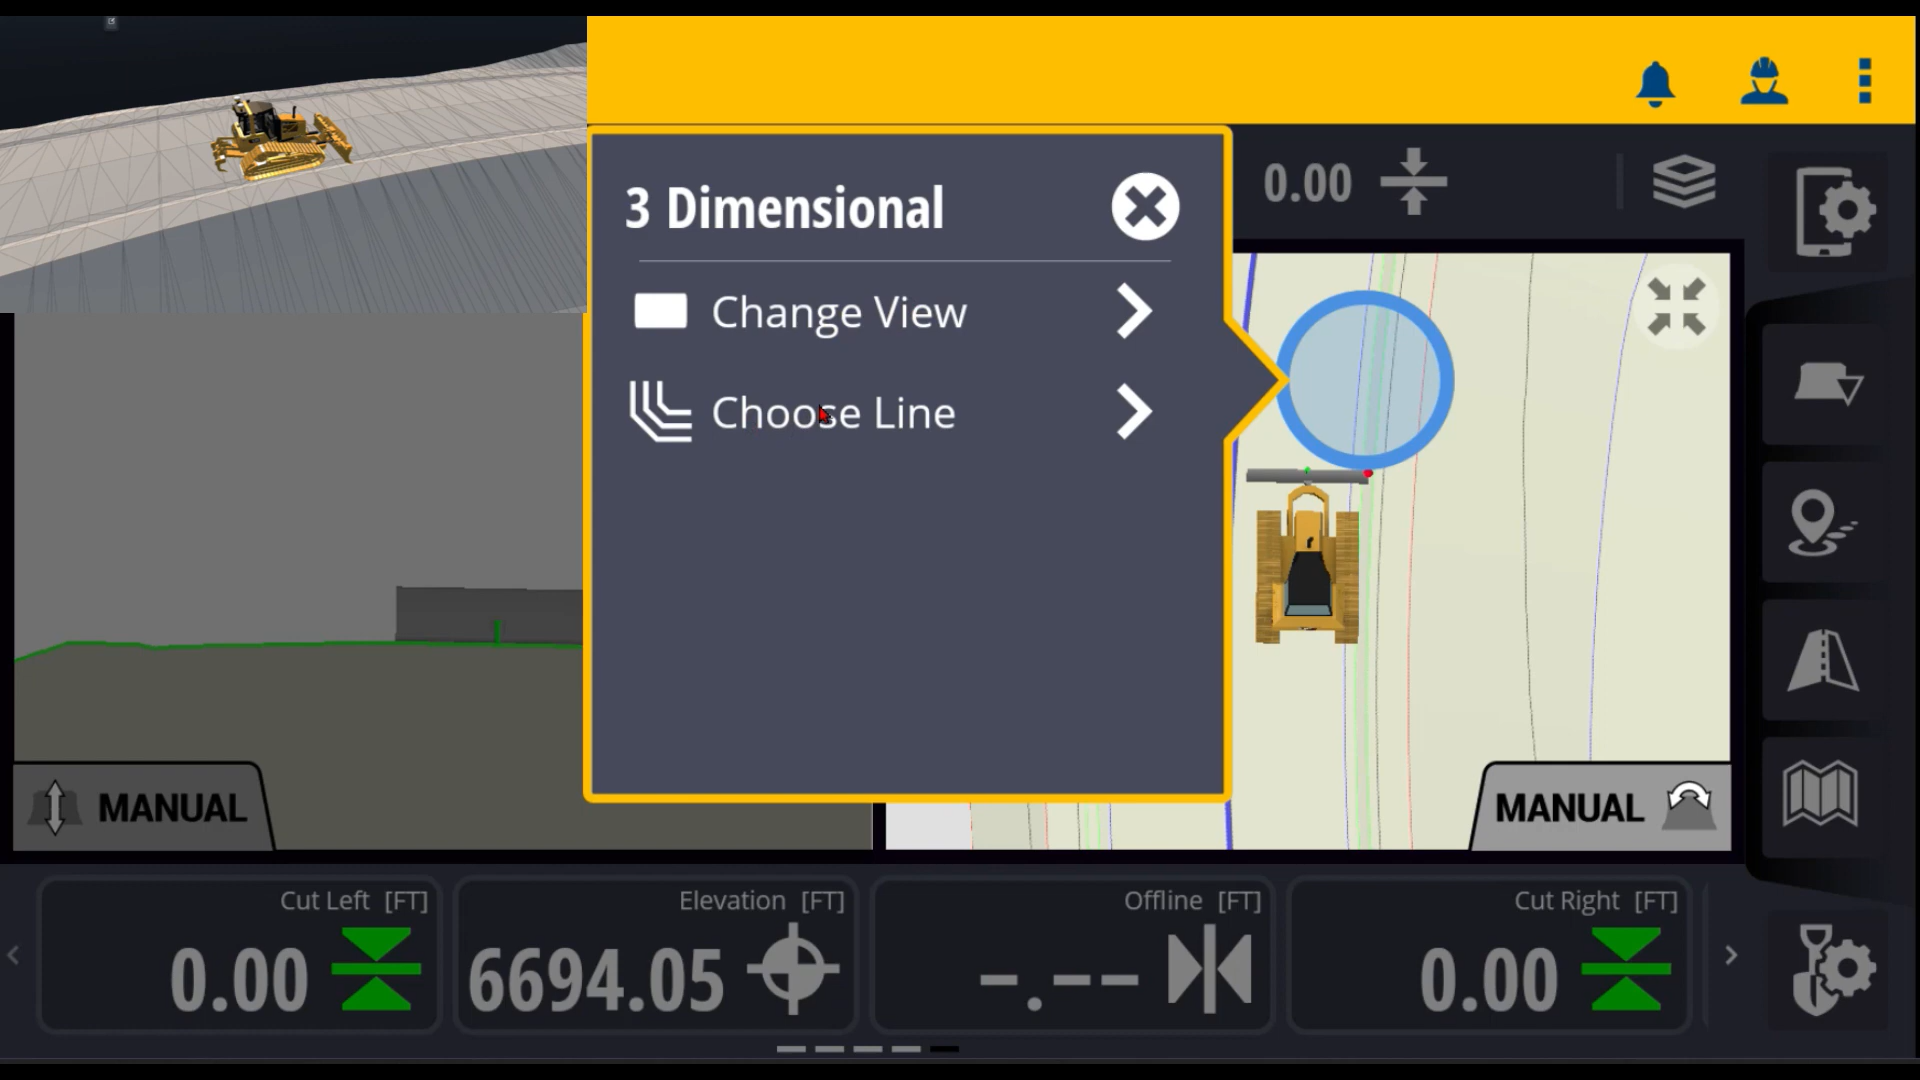 3 Dimensional
0.00
Change View
Choose Line
MANUAL
MANUAL
Cut Left [FT]
0.00
Elevation [FT]
6694.05
Offline [FT]
-.--
Cut Right [FT]
0.00